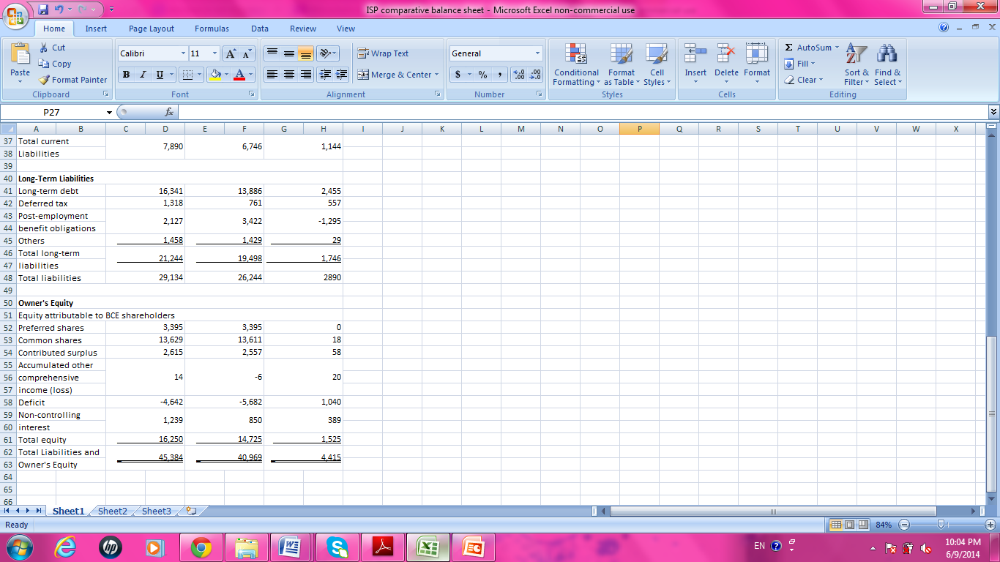 ISP comparative balance sheet - Microsoft Excel non-commercial use
Home Insert Page Layout Formulas Data Review View
Paste
Cut
Copy
Format Painter
Clipboard
Calibri 11
B I U
Font
Wrap Text
Merge & Center
Alignment
General
$ % ,
Number
Conditional Formatting
Format as Table
Cell Styles
Styles
Insert Delete Format
Cells
Σ AutoSum
Fill
Clear
Sort & Filter
Find & Select
Editing
P27 fx
A B C D E F G H I J K L M N O P Q R S T U V W X
37 Total current
7,890 6,746 1,144
38 Liabilities
39
40 Long-Term Liabilities
41 Long-term debt 16,341 13,886 2,455
42 Deferred tax 1,318 761 557
43 Post-employment
2,127 3,422 -1,295
44 benefit obligations
45 Others 1,458 1,429 29
46 Total long-term
21,244 19,498 1,746
47 liabilities
48 Total liabilities 29,134 26,244 2890
49
50 Owner's Equity
51 Equity attributable to BCE shareholders
52 Preferred shares 3,395 3,395 0
53 Common shares 13,629 13,611 18
54 Contributed surplus 2,615 2,557 58
55 Accumulated other
56 comprehensive 14 -6 20
57 income (loss)
58 Deficit -4,642 -5,682 1,040
59 Non-controlling
1,239 850 389
60 interest
61 Total equity 16,250 14,725 1,525
62 Total Liabilities and
45,384 40,969 4,415
63 Owner's Equity
64
65
66
Sheet1 Sheet2 Sheet3
Ready 84%
EN 10:04 PM
6/9/2014